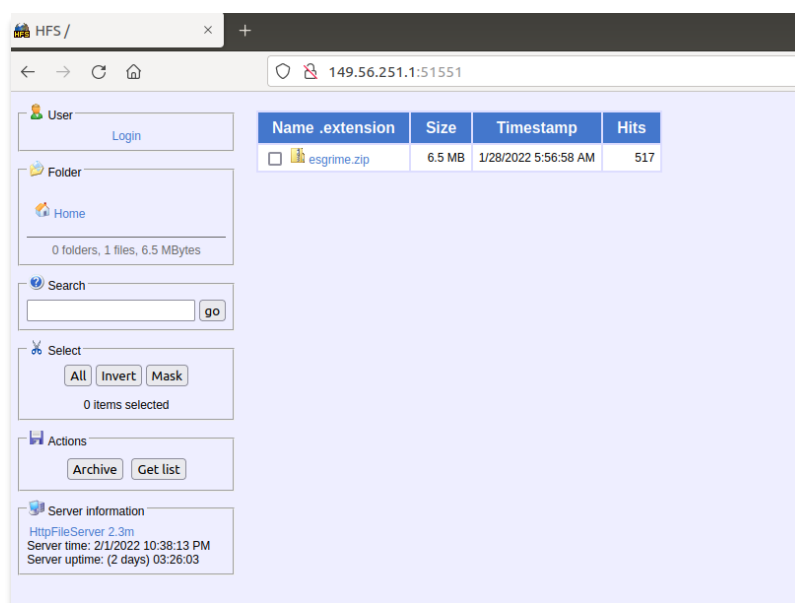 HFS /
149.56.251.1:51551
User
Login
Folder
Home
0 folders, 1 files, 6.5 MBytes
Search
go
Select
All Invert Mask
0 items selected
Actions
Archive Get list
Server information
HttpFileServer 2.3m
Server time: 2/1/2022 10:38:13 PM
Server uptime: (2 days) 03:26:03
Name .extension Size Timestamp Hits
esgrime.zip 6.5 MB 1/28/2022 5:56:58 AM 517